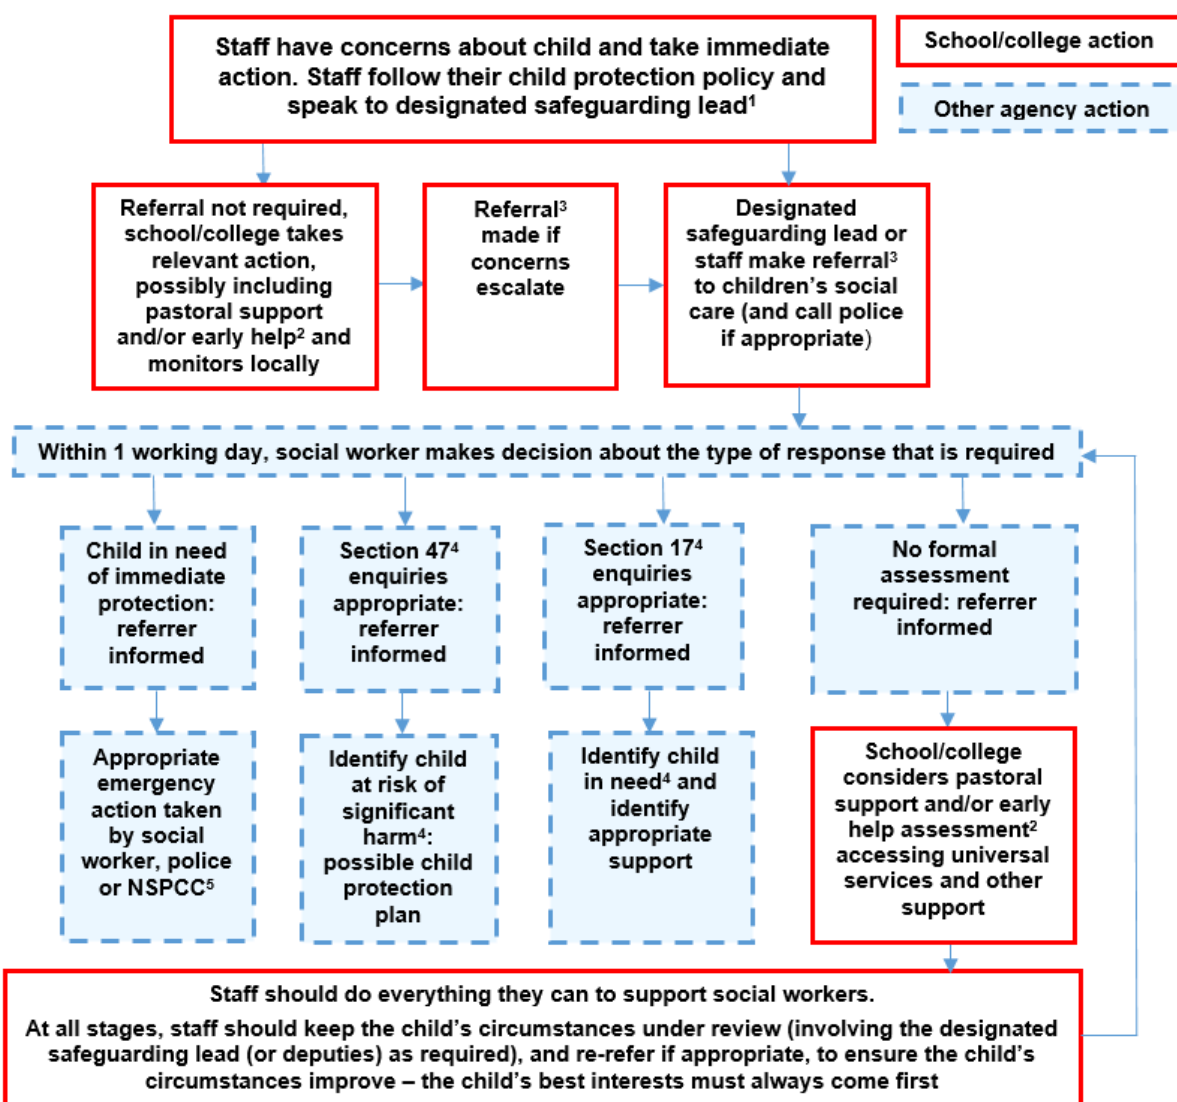 Staff have concerns about child and take immediate
action. Staff follow their child protection policy and
speak to designated safeguarding lead¹
School/college action
Other agency action
Referral not required,
school/college takes
relevant action,
possibly including
pastoral support
and/or early help² and
monitors locally
Referral³
made if
concerns
escalate
Designated
safeguarding lead or
staff make referral³
to children’s social
care (and call police
if appropriate)
Within 1 working day, social worker makes decision about the type of response that is required
Child in need
of immediate
protection:
referrer
informed
Section 47⁴
enquiries
appropriate:
referrer
informed
Section 17⁴
enquiries
appropriate:
referrer
informed
No formal
assessment
required: referrer
informed
Appropriate
emergency
action taken
by social
worker, police
or NSPCC⁵
Identify child
at risk of
significant
harm⁴:
possible child
protection
plan
Identify child
in need⁴ and
identify
appropriate
support
School/college
considers pastoral
support and/or early
help assessment²
accessing universal
services and other
support
Staff should do everything they can to support social workers.
At all stages, staff should keep the child’s circumstances under review (involving the designated
safeguarding lead (or deputies) as required), and re-refer if appropriate, to ensure the child’s
circumstances improve – the child’s best interests must always come first